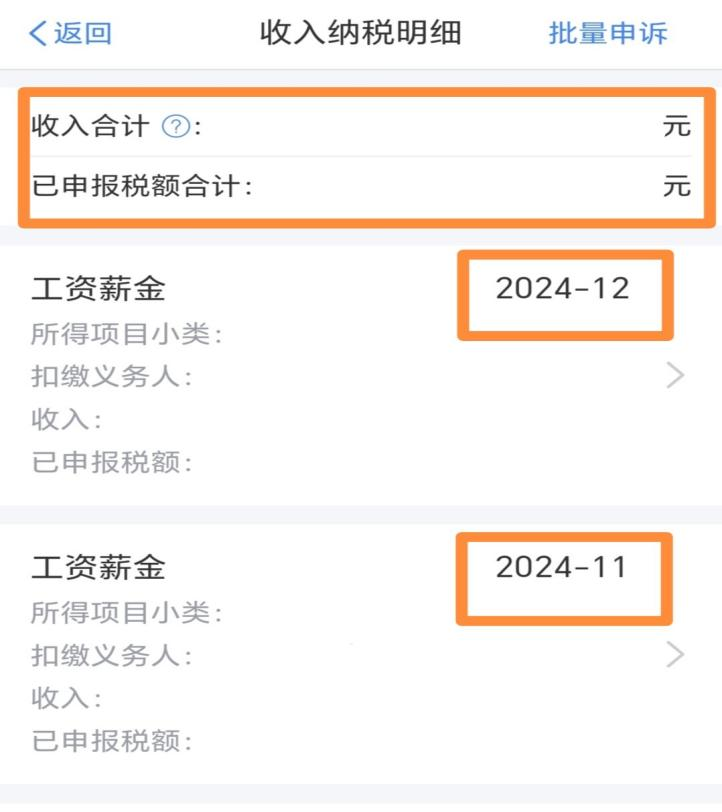 返回 收入纳税明细 批量申诉
收入合计 ?: 元
已申报税额合计: 元
工资薪金 2024-12
所得项目小类:
扣缴义务人:
收入:
已申报税额:
工资薪金 2024-11
所得项目小类:
扣缴义务人:
收入:
已申报税额: